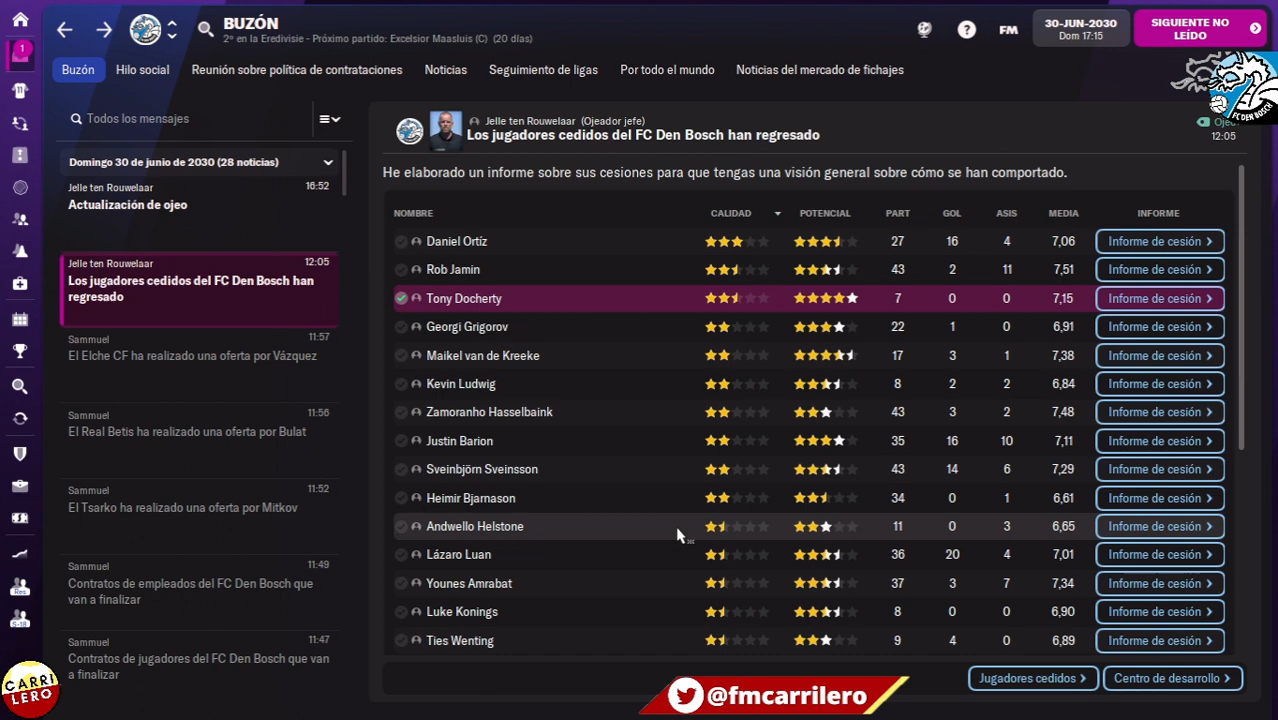 BUZÓN
2ª en la Eredivisie - Próximo partido: Excelsior Maasluis (C) (20 días)
FM
30-JUN-2030
Dom 17:15
SIGUIENTE NO LEÍDO
1
Buzón
Hilo social
Reunión sobre política de contrataciones
Noticias
Seguimiento de ligas
Por todo el mundo
Noticias del mercado de fichajes
FC DEN BOSCH
Todos los mensajes
Domingo 30 de junio de 2030 (28 noticias)
Jelle ten Rouwelaar 16:52
Actualización de ojeo
Jelle ten Rouwelaar 12:05
Los jugadores cedidos del FC Den Bosch han
regresado
Sammuel 11:57
El Elche CF ha realizado una oferta por Vázquez
Sammuel 11:56
El Real Betis ha realizado una oferta por Bulat
Sammuel 11:52
El Tsarko ha realizado una oferta por Mitkov
Sammuel 11:49
Contratos de empleados del FC Den Bosch que
van a finalizar
Sammuel 11:47
Contratos de jugadores del FC Den Bosch que van
a finalizar
Jelle ten Rouwelaar (Ojeador jefe)
Los jugadores cedidos del FC Den Bosch han regresado
12:05
He elaborado un informe sobre sus cesiones para que tengas una visión general sobre cómo se han comportado.
NOMBRE CALIDAD POTENCIAL PART GOL ASIS MEDIA INFORME
Daniel Ortíz 27 16 4 7,06 Informe de cesión
Rob Jamin 43 2 11 7,51 Informe de cesión
Tony Docherty 7 0 0 7,15 Informe de cesión
Georgi Grigorov 22 1 0 6,91 Informe de cesión
Maikel van de Kreeke 17 3 1 7,38 Informe de cesión
Kevin Ludwig 8 2 2 6,84 Informe de cesión
Zamoranho Hasselbaink 43 3 2 7,48 Informe de cesión
Justin Barion 35 16 10 7,11 Informe de cesión
Sveinbjörn Sveinsson 43 14 6 7,29 Informe de cesión
Heimir Bjarnason 34 0 1 6,61 Informe de cesión
Andwello Helstone 11 0 3 6,65 Informe de cesión
Lázaro Luan 36 20 4 7,01 Informe de cesión
Younes Amrabat 37 3 7 7,34 Informe de cesión
Luke Konings 8 0 0 6,90 Informe de cesión
Ties Wenting 9 4 0 6,89 Informe de cesión
Jugadores cedidos
Centro de desarrollo
Res
S-18
CARRILERO
@fmcarrilero